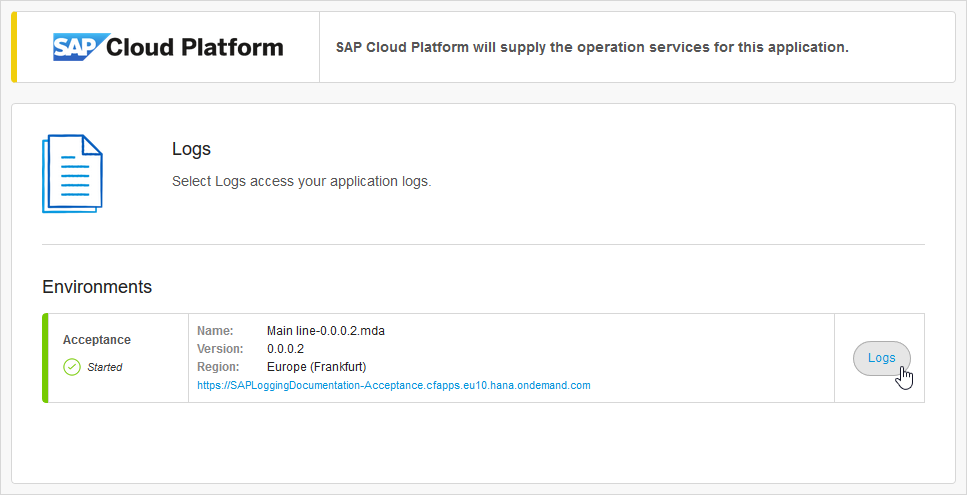 SAP Cloud Platform
SAP Cloud Platform will supply the operation services for this application.
Logs
Select Logs access your application logs.
Environments
Acceptance
Started
Name: Main line-0.0.0.2.mda
Version: 0.0.0.2
Region: Europe (Frankfurt)
https://SAPLoggingDocumentation-Acceptance.cfapps.eu10.hana.ondemand.com
Logs